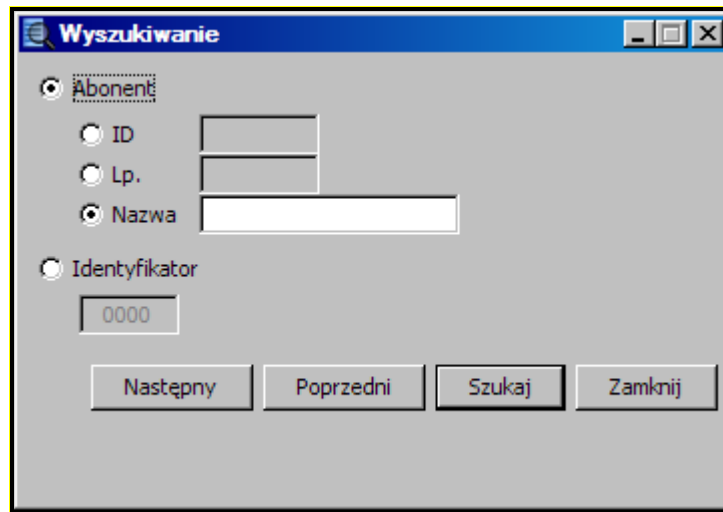 Wyszukiwanie
Abonent
ID
Lp.
Nazwa
Identyfikator
0000
Następny Poprzedni Szukaj Zamknij